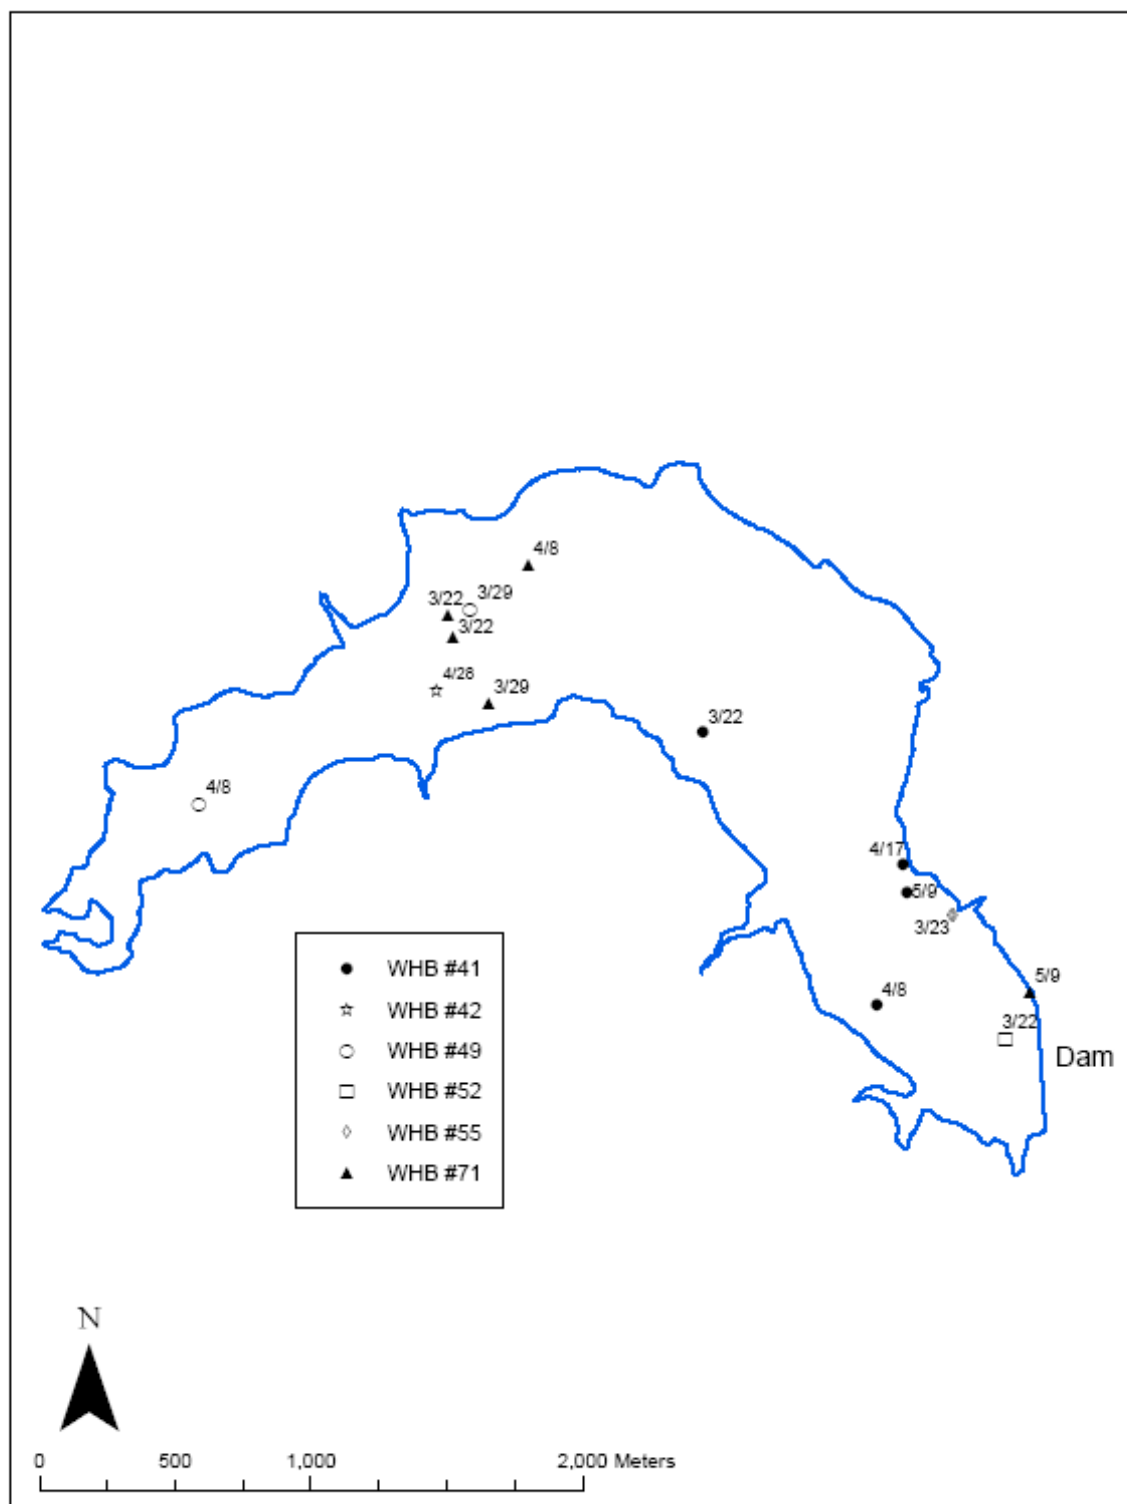 4/8
3/22
3/29
3/22
4/28
3/29
3/22
4/8
4/17
5/9
3/23
5/9
4/8
3/22
Dam
WHB #41
WHB #42
WHB #49
WHB #52
WHB #55
WHB #71
N
0 500 1,000 2,000 Meters